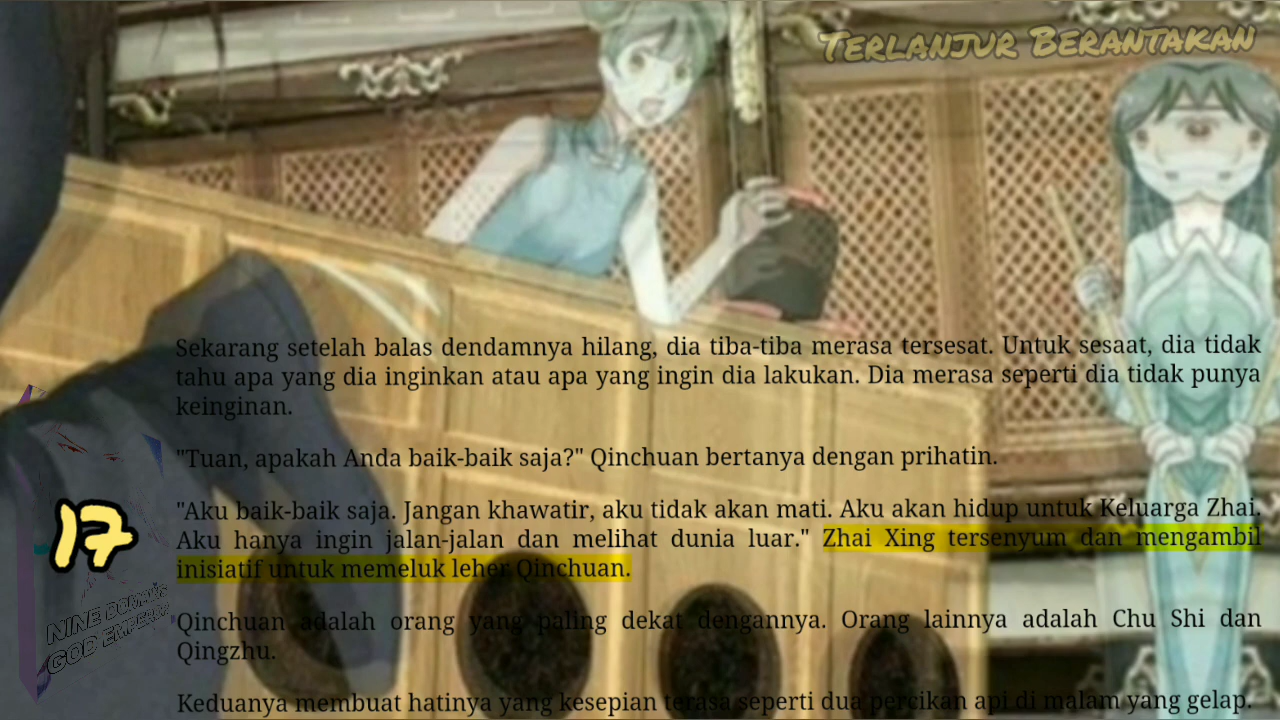 Terlanjur Berantakan
Sekarang setelah balas dendamnya hilang, dia tiba-tiba merasa tersesat. Untuk sesaat, dia tidak
tahu apa yang dia inginkan atau apa yang ingin dia lakukan. Dia merasa seperti dia tidak punya
keinginan.
"Tuan, apakah Anda baik-baik saja?" Qinchuan bertanya dengan prihatin.
"Aku baik-baik saja. Jangan khawatir, aku tidak akan mati. Aku akan hidup untuk Keluarga Zhai.
Aku hanya ingin jalan-jalan dan melihat dunia luar." Zhai Xing tersenyum dan mengambil
inisiatif untuk memeluk leher Qinchuan.
17
NINE DOMAINS
GOD EMPEROR
Qinchuan adalah orang yang paling dekat dengannya. Orang lainnya adalah Chu Shi dan
Qingzhu.
Keduanya membuat hatinya yang kesepian terasa seperti dua percikan api di malam yang gelap.